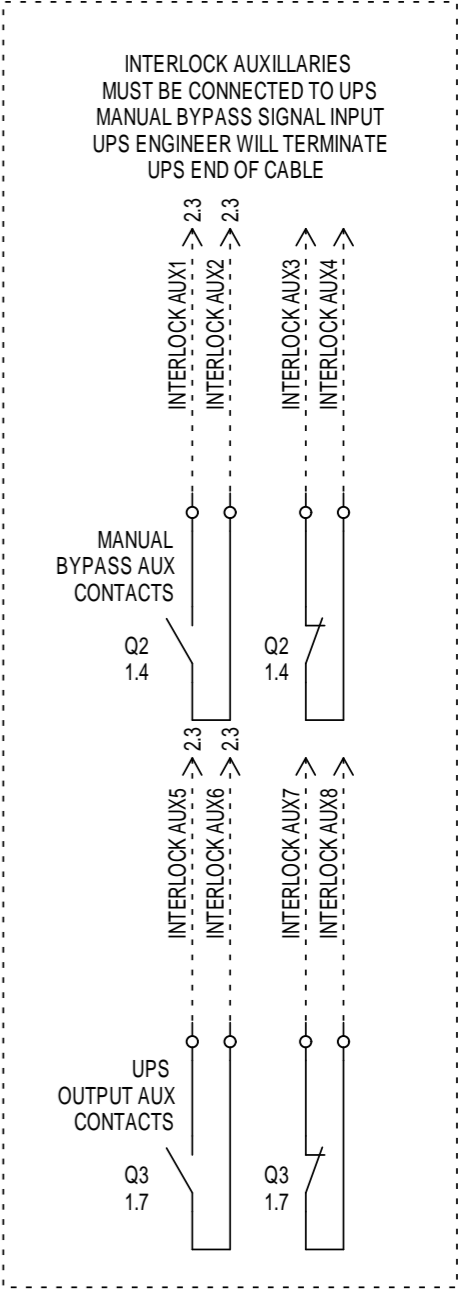 INTERLOCK AUXILLARIES
MUST BE CONNECTED TO UPS
MANUAL BYPASS SIGNAL INPUT
UPS ENGINEER WILL TERMINATE
UPS END OF CABLE
2.3
2.3
INTERLOCK AUX1
INTERLOCK AUX2
INTERLOCK AUX3
INTERLOCK AUX4
MANUAL
BYPASS AUX
CONTACTS
Q2
1.4
Q2
1.4
2.3
2.3
INTERLOCK AUX5
INTERLOCK AUX6
INTERLOCK AUX7
INTERLOCK AUX8
UPS
OUTPUT AUX
CONTACTS
Q3
1.7
Q3
1.7